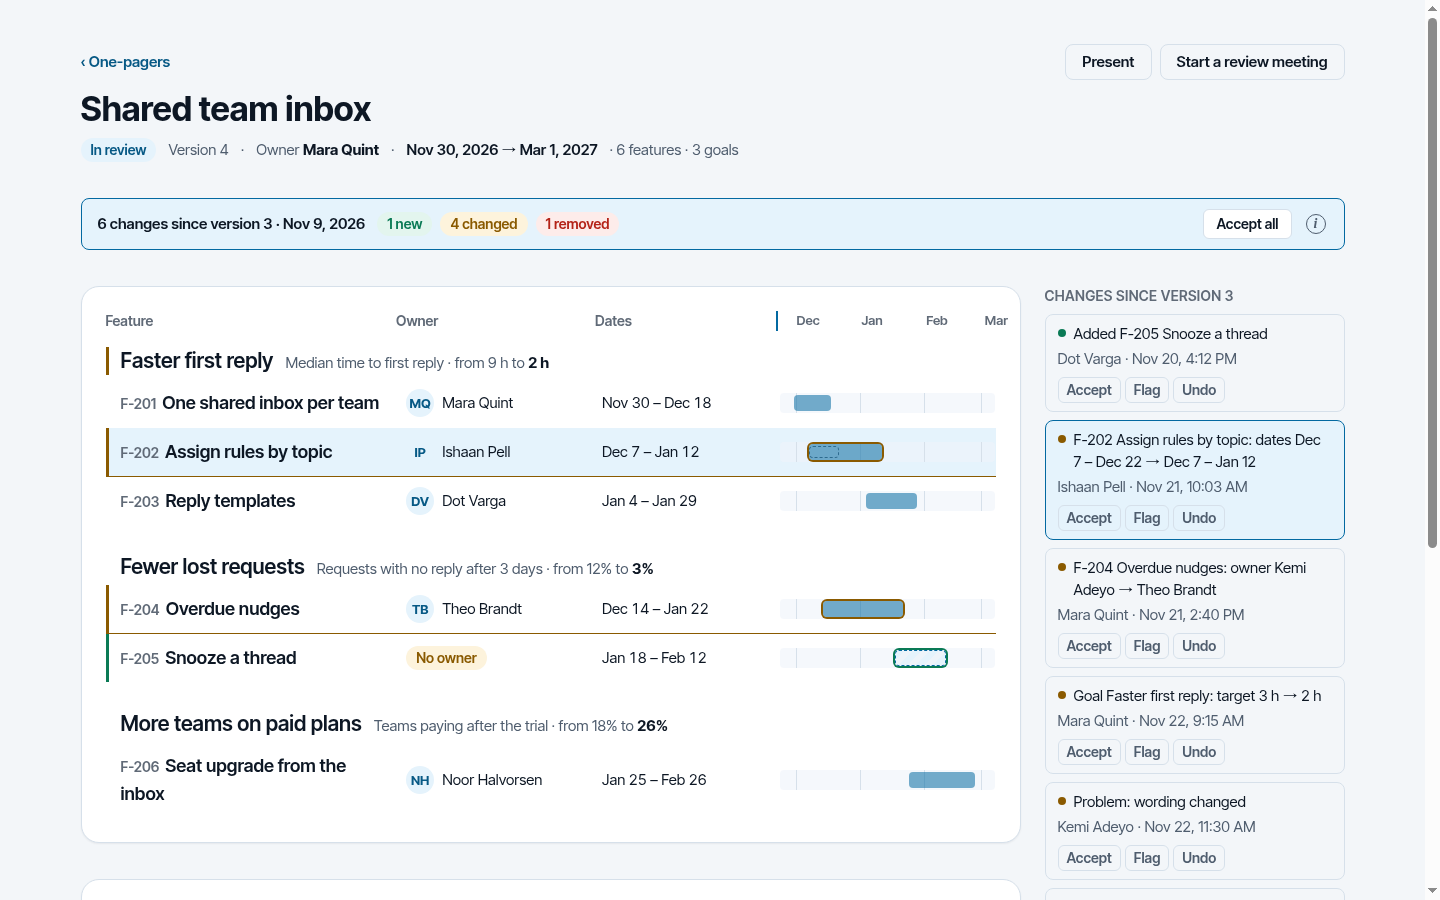 ‹ One-pagers
Present
Start a review meeting
Shared team inbox
In review Version 4 · Owner Mara Quint · Nov 30, 2026 → Mar 1, 2027 · 6 features · 3 goals
6 changes since version 3 · Nov 9, 2026 1 new 4 changed 1 removed
Accept all
i
Feature Owner Dates Dec Jan Feb Mar
Faster first reply Median time to first reply · from 9 h to 2 h
F-201 One shared inbox per team MQ Mara Quint Nov 30 – Dec 18
F-202 Assign rules by topic IP Ishaan Pell Dec 7 – Jan 12
F-203 Reply templates DV Dot Varga Jan 4 – Jan 29
Fewer lost requests Requests with no reply after 3 days · from 12% to 3%
F-204 Overdue nudges TB Theo Brandt Dec 14 – Jan 22
F-205 Snooze a thread No owner Jan 18 – Feb 12
More teams on paid plans Teams paying after the trial · from 18% to 26%
F-206 Seat upgrade from the
inbox
NH Noor Halvorsen Jan 25 – Feb 26
CHANGES SINCE VERSION 3
Added F-205 Snooze a thread
Dot Varga · Nov 20, 4:12 PM
Accept Flag Undo
F-202 Assign rules by topic: dates Dec
7 – Dec 22 → Dec 7 – Jan 12
Ishaan Pell · Nov 21, 10:03 AM
Accept Flag Undo
F-204 Overdue nudges: owner Kemi
Adeyo → Theo Brandt
Mara Quint · Nov 21, 2:40 PM
Accept Flag Undo
Goal Faster first reply: target 3 h → 2 h
Mara Quint · Nov 22, 9:15 AM
Accept Flag Undo
Problem: wording changed
Kemi Adeyo · Nov 22, 11:30 AM
Accept Flag Undo